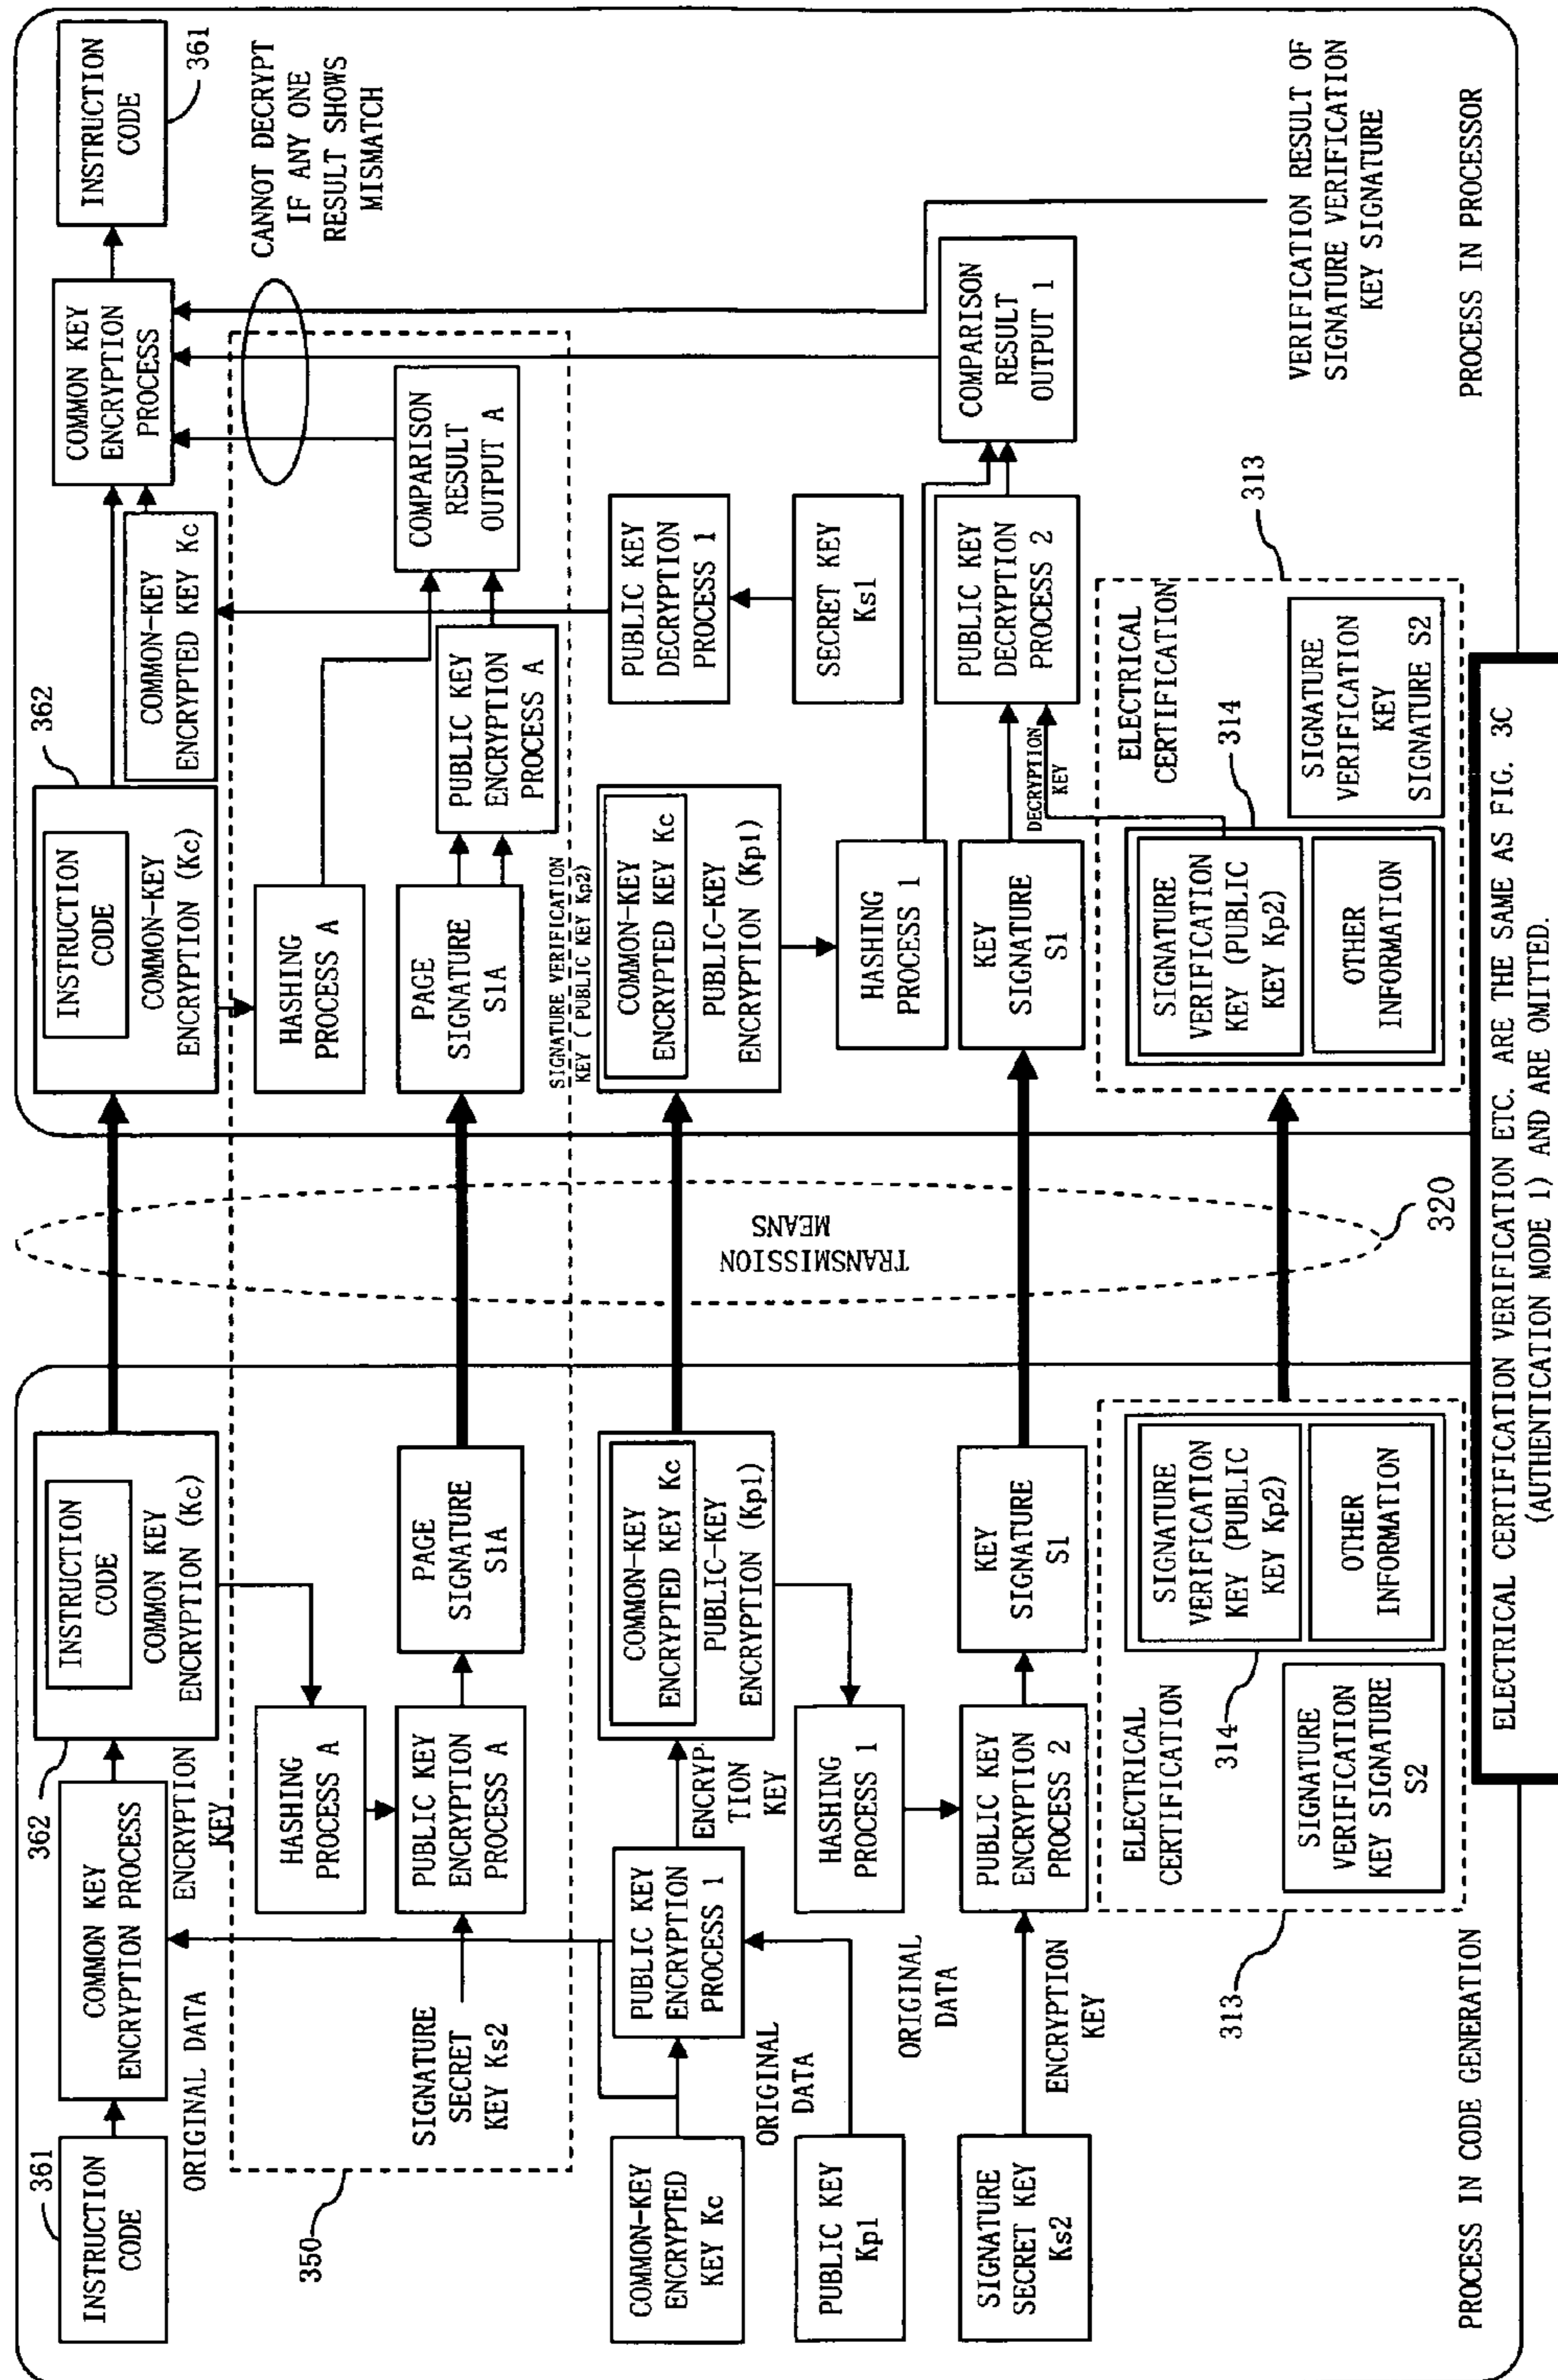 361
INSTRUCTION
CODE
ORIGINAL DATA
COMMON KEY
ENCRYPTION PROCESS
ENCRYPTION
KEY
362
INSTRUCTION
CODE
COMMON KEY
ENCRYPTION (Kc)
350
SIGNATURE
SECRET
KEY Ks2
HASHING
PROCESS A
PUBLIC KEY
ENCRYPTION
PROCESS A
PAGE
SIGNATURE
S1A
COMMON-KEY
ENCRYPTED
KEY Kc
ORIGINAL
DATA
PUBLIC KEY
Kp1
PUBLIC KEY
ENCRYPTION
PROCESS 1
ENCRYP
TION
KEY
COMMON-KEY
ENCRYPTED KEY Kc
PUBLIC-KEY
ENCRYPTION (Kp1)
HASHING
PROCESS 1
ORIGINAL
DATA
SIGNATURE
SECRET KEY
Ks2
ENCRYPTION
KEY
PUBLIC KEY
ENCRYPTION
PROCESS 2
KEY
SIGNATURE
S1
313
ELECTRICAL
CERTIFICATION
314
SIGNATURE
VERIFICATION
KEY SIGNATURE
S2
SIGNATURE
VERIFICATION
KEY (PUBLIC
KEY Kp2)
OTHER
INFORMATION
PROCESS IN CODE GENERATION
TRANSMISSION
MEANS
320
362
INSTRUCTION
CODE
COMMON-KEY
ENCRYPTION (Kc)
COMMON-KEY
ENCRYPTED KEY Kc
COMMON KEY
ENCRYPTION
PROCESS
INSTRUCTION
CODE
361
CANNOT DECRYPT
IF ANY ONE
RESULT SHOWS
MISMATCH
HASHING
PROCESS A
PAGE
SIGNATURE
S1A
PUBLIC KEY
ENCRYPTION
PROCESS A
COMPARISON
RESULT
OUTPUT A
SIGNATURE VERIFICATION
KEY ( PUBLIC KEY Kp2)
COMMON-KEY
ENCRYPTED KEY Kc
PUBLIC-KEY
ENCRYPTION (Kp1)
PUBLIC KEY
DECRYPTION
PROCESS 1
SECRET KEY
Ks1
HASHING
PROCESS 1
KEY
SIGNATURE
S1
DECRYPTION
KEY
PUBLIC KEY
DECRYPTION
PROCESS 2
COMPARISON
RESULT
OUTPUT 1
ELECTRICAL
CERTIFICATION
313
314
SIGNATURE
VERIFICATION
KEY (PUBLIC
KEY Kp2)
OTHER
INFORMATION
SIGNATURE
VERIFICATION
KEY
SIGNATURE S2
VERIFICATION RESULT OF
SIGNATURE VERIFICATION
KEY SIGNATURE
PROCESS IN PROCESSOR
ELECTRICAL CERTIFICATION VERIFICATION ETC. ARE THE SAME AS FIG. 3C
(AUTHENTICATION MODE 1) AND ARE OMITTED.